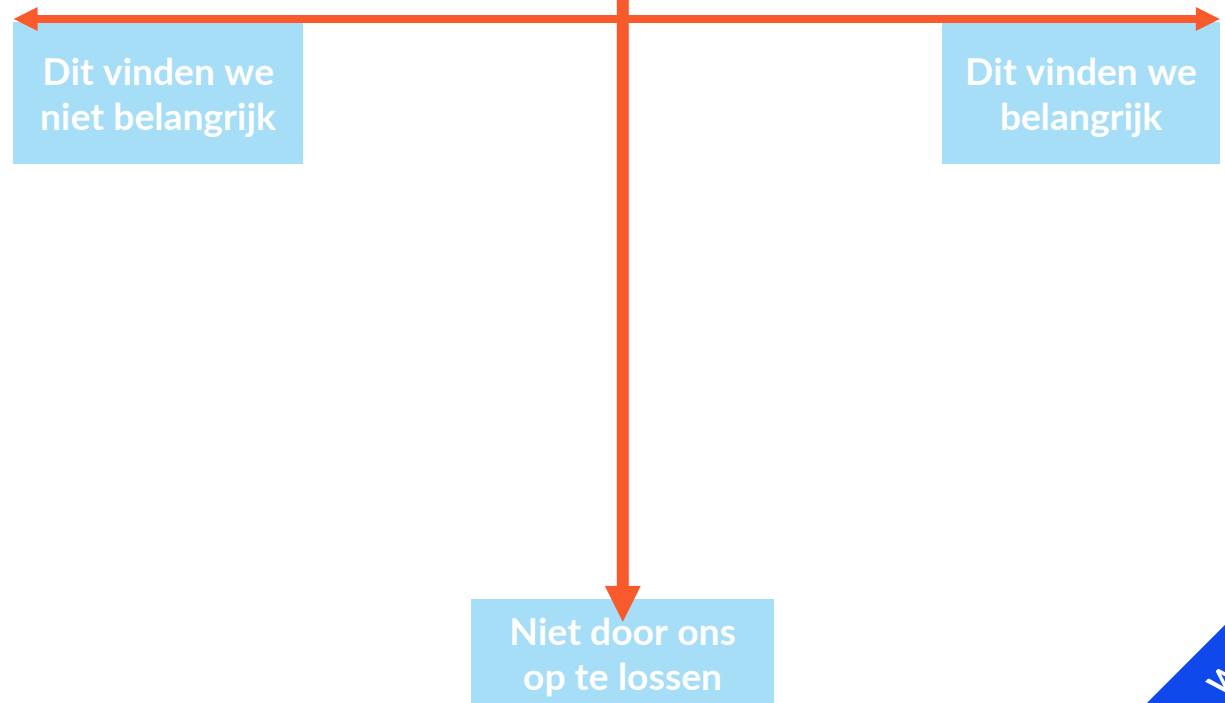 Dit vinden we
niet belangrijk
Dit vinden we
belangrijk
Niet door ons
op te lossen